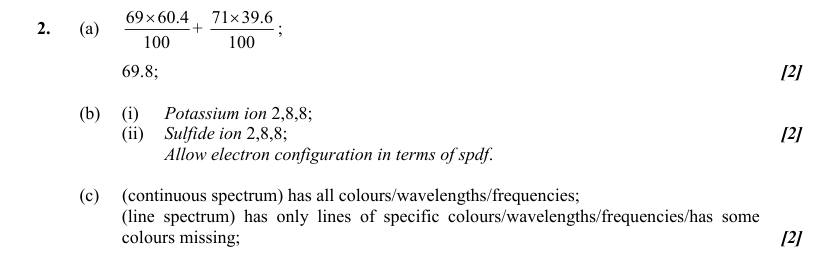 2. (a) 69×60.4/100 + 71×39.6/100 ;
69.8; [2]
(b) (i) Potassium ion 2,8,8;
(ii) Sulfide ion 2,8,8; [2]
Allow electron configuration in terms of spdf.
(c) (continuous spectrum) has all colours/wavelengths/frequencies;
(line spectrum) has only lines of specific colours/wavelengths/frequencies/has some
colours missing; [2]